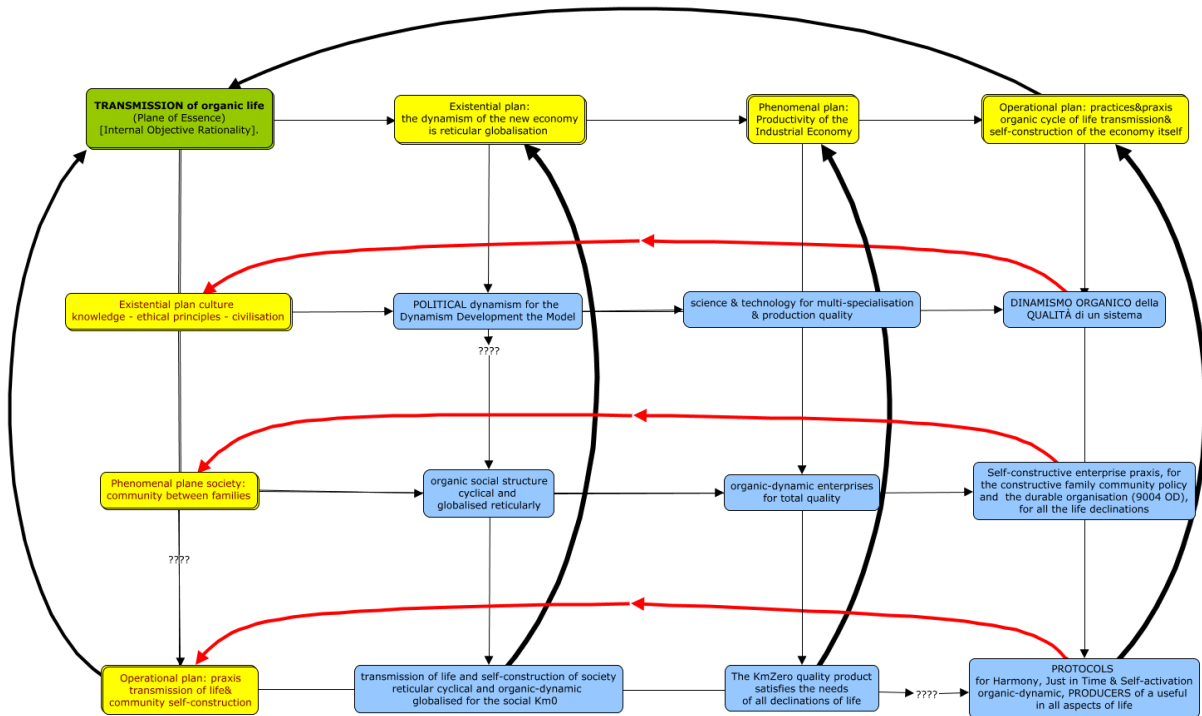 TRANSMISSION of organic life
(Plane of Essence)
[Internal Objective Rationality].
Existential plan:
the dynamism of the new economy
is reticular globalisation
Phenomenal plan:
Productivity of the
Industrial Economy
Operational plan: practices&praxis
organic cycle of life transmission&
self-construction of the economy itself
Existential plan culture
knowledge - ethical principles - civilisation
POLITICAL dynamism for the
Dynamism Development the Model
science & technology for multi-specialisation
& production quality
DINAMISMO ORGANICO della
QUALITÀ di un sistema
????
Phenomenal plane society:
community between families
organic social structure
cyclical and
globalised reticularly
organic-dynamic enterprises
for total quality
Self-constructive enterprise praxis, for
the constructive family community policy
and the durable organisation (9004 OD),
for all the life declinations
????
Operational plan: praxis
transmission of life&
community self-construction
transmission of life and self-construction of society
reticular cyclical and organic-dynamic
globalised for the social Km0
The KmZero quality product
satisfies the needs
of all declinations of life
????
PROTOCOLS
for Harmony, Just in Time & Self-activation
organic-dynamic, PRODUCERS of a useful
in all aspects of life